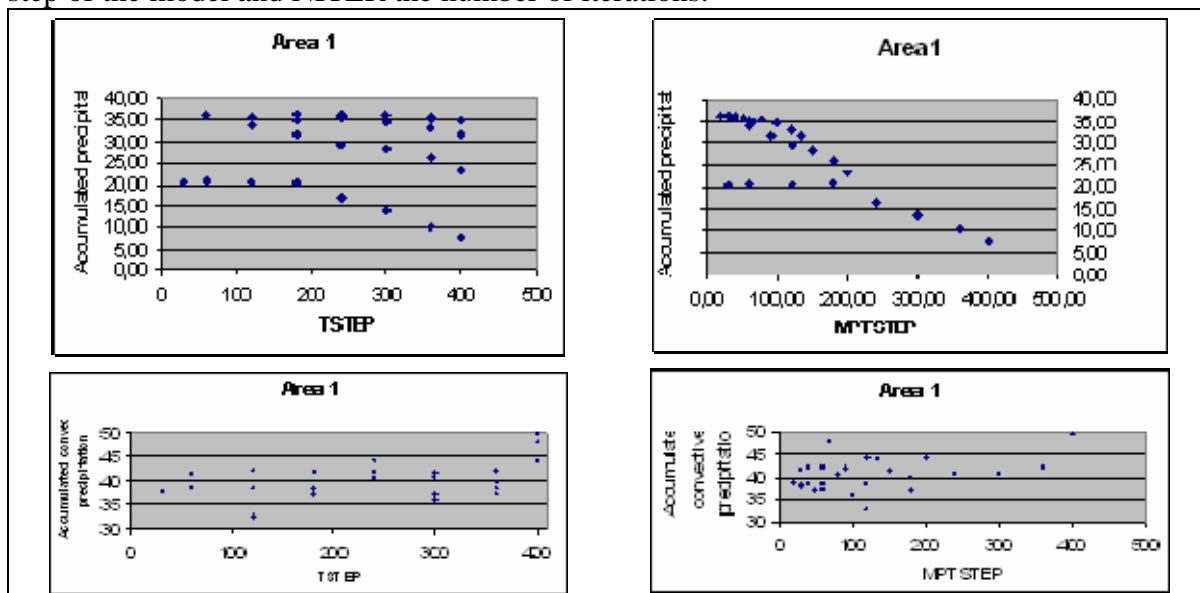 step of the model and NITER the number of iterations.
Area 1
Accumulated precipitat
40,00
35,00
30,00
25,00
20,00
15,00
10,00
5,00
0,00
0 100 200 300 400 500
TSTEP
Area 1
Accumulated precipitat
40,00
35,00
30,00
25,00
20,00
15,00
10,00
5,00
0,00
0,00 100,00 200,00 300,00 400,00 500,00
MPTSTEP
Area 1
Accumulated convec
precipitation
50
45
40
35
30
0 100 200 300 400
TSTEP
Area 1
Accumulate
convective
precipitatio
50
45
40
35
30
0 100 200 300 400 500
MPT STEP